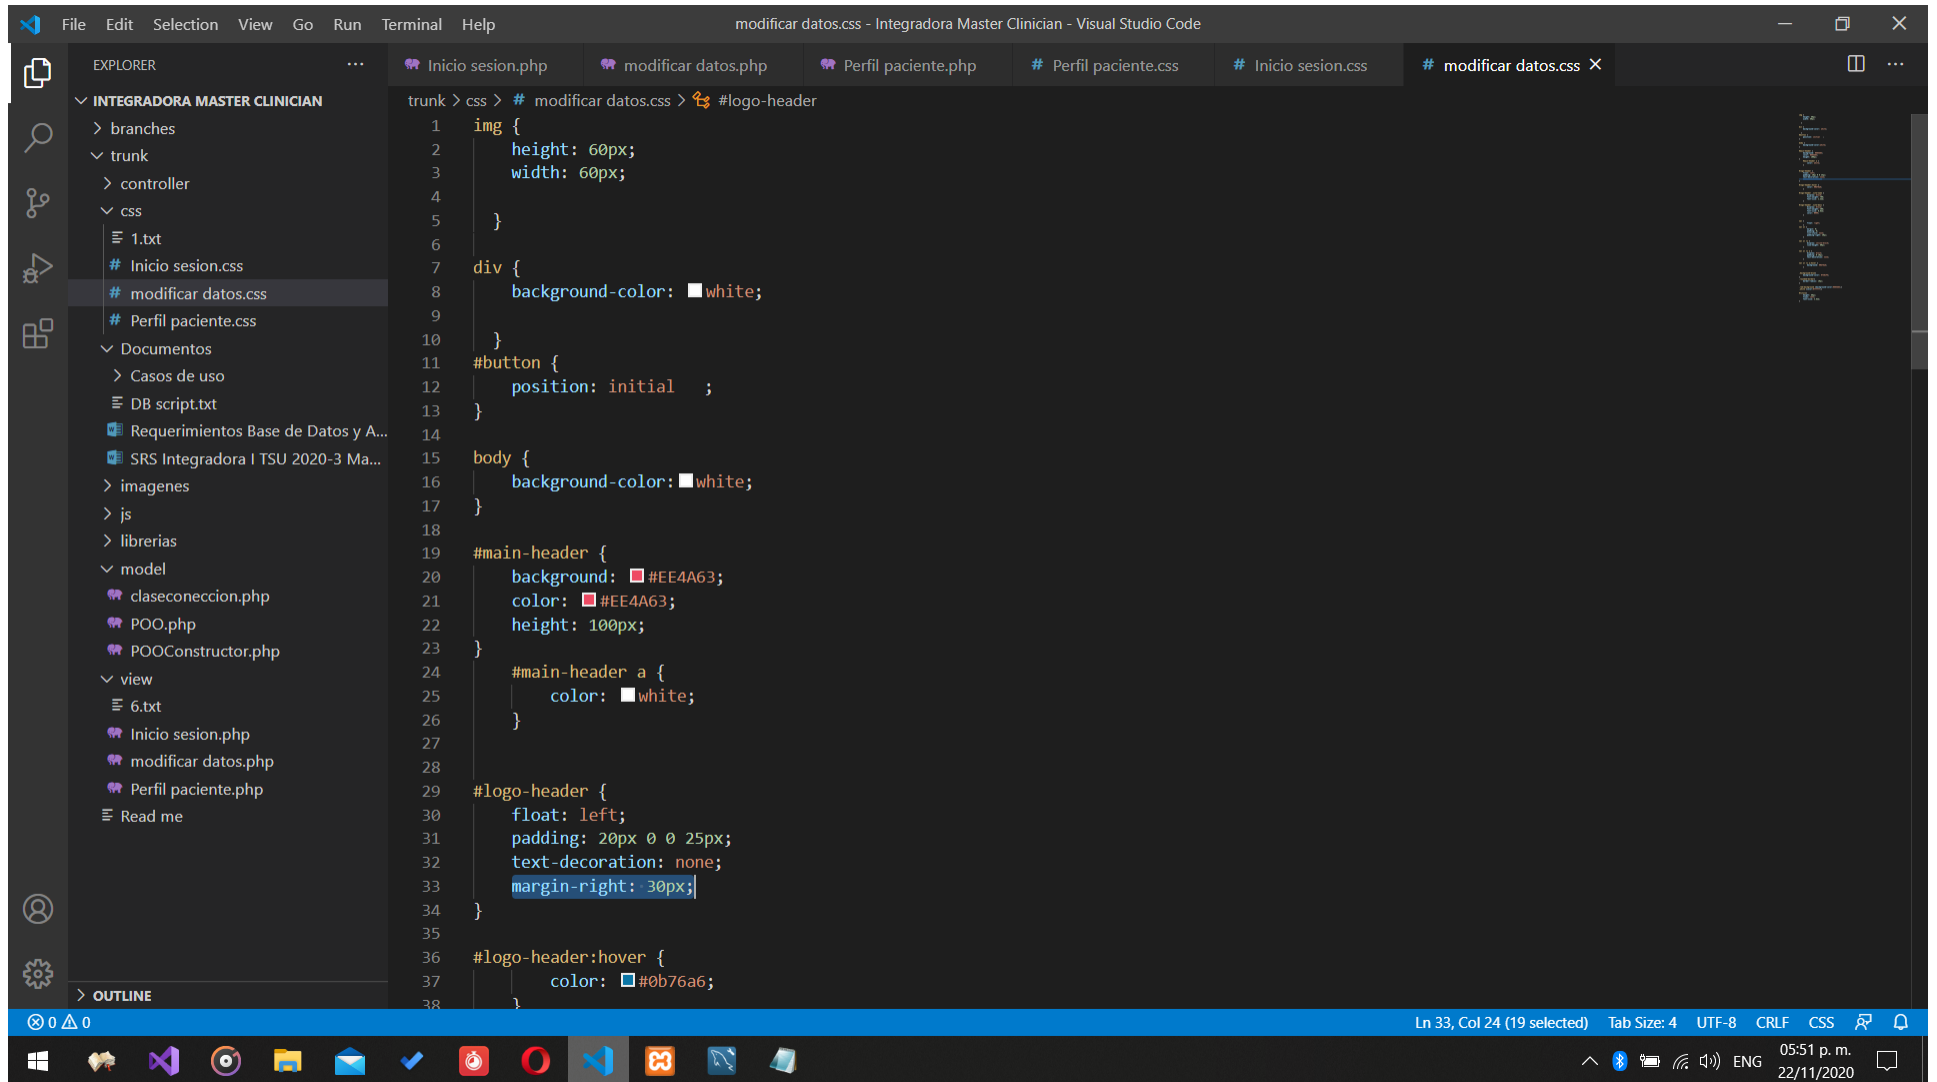 File Edit Selection View Go Run Terminal Help modificar datos.css - Integradora Master Clinician - Visual Studio Code
EXPLORER ···
INTEGRADORA MASTER CLINICIAN
branches
trunk
controller
css
1.txt
# Inicio sesion.css
# modificar datos.css
# Perfil paciente.css
Documentos
Casos de uso
DB script.txt
Requerimientos Base de Datos y A...
SRS Integradora I TSU 2020-3 Ma...
imagenes
js
librerias
model
claseconeccion.php
POO.php
POOConstructor.php
view
6.txt
Inicio sesion.php
modificar datos.php
Perfil paciente.php
Read me
OUTLINE
Inicio sesion.php modificar datos.php Perfil paciente.php # Perfil paciente.css # Inicio sesion.css # modificar datos.css ···
trunk > css > # modificar datos.css > #logo-header
1 img {
2 height: 60px;
3 width: 60px;
4
5 }
6
7 div {
8 background-color: white;
9
10 }
11 #button {
12 position: initial ;
13 }
14
15 body {
16 background-color: white;
17 }
18
19 #main-header {
20 background: #EE4A63;
21 color: #EE4A63;
22 height: 100px;
23 }
24 #main-header a {
25 color: white;
26 }
27
28
29 #logo-header {
30 float: left;
31 padding: 20px 0 0 25px;
32 text-decoration: none;
33 margin-right: 30px;
34 }
35
36 #logo-header:hover {
37 color: #0b76a6;
38 }
0 0 Ln 33, Col 24 (19 selected) Tab Size: 4 UTF-8 CRLF CSS
ENG 05:51 p. m.
22/11/2020